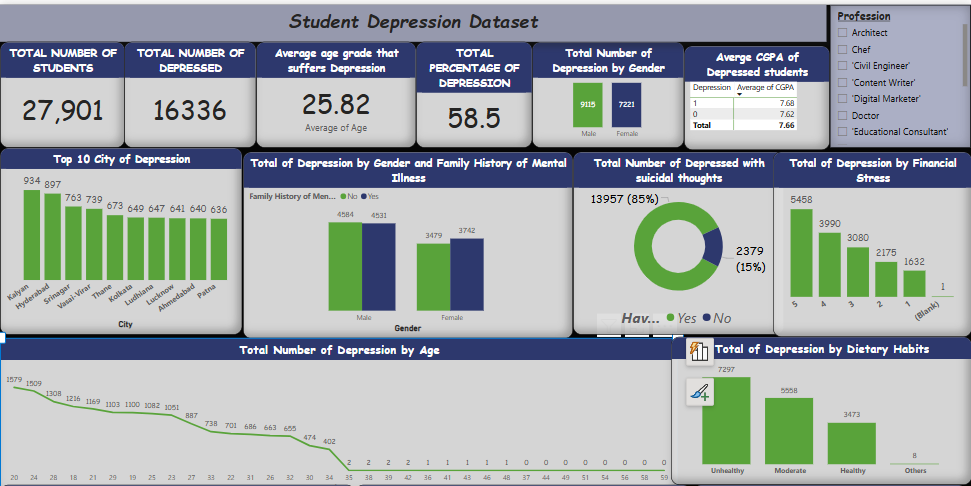 Student Depression Dataset
Profession
Architect
Chef
'Civil Engineer'
'Content Writer'
'Digital Marketer'
Doctor
'Educational Consultant'
TOTAL NUMBER OF
STUDENTS
27,901
TOTAL NUMBER OF
DEPRESSED
16336
Average age grade that
suffers Depression
25.82
Average of Age
TOTAL
PERCENTAGE OF
DEPRESSION
58.5
Total Number of
Depression by Gender
9115 7221
Male Female
Averge CGPA of
Depressed students
Depression Average of CGPA
1 7.68
0 7.62
Total 7.66
Top 10 City of Depression
934 897 763 739 673 649 647 641 640 636
Kalyan Hyderabad Srinagar Vasai-Virar Thane Kolkata Ludhiana Lucknow Ahmedabad Patna
City
Total of Depression by Gender and Family History of Mental
Illness
Family History of Men... No Yes
4584 4531 3479 3742
Male Female
Gender
Total Number of Depressed with
suicidal thoughts
13957 (85%)
2379
(15%)
Hav... Yes No
Total of Depression by Financial
Stress
5458 3990 3080 2175 1632 1
5 4 3 2 1 (Blank)
Total Number of Depression by Age
1579 1509 1308 1216 1169 1103 1100 1082 1051 887 738 701 686 663 655 474 402 2 2 2 2 1 1 1 1 1 0 0 0 0 0 0 0 0
20 24 28 18 21 29 19 25 23 27 33 22 31 26 32 30 34 35 38 39 42 36 43 46 48 37 44 49 51 54 56 58 59
Total of Depression by Dietary Habits
7297 5558 3473 8
Unhealthy Moderate Healthy Others